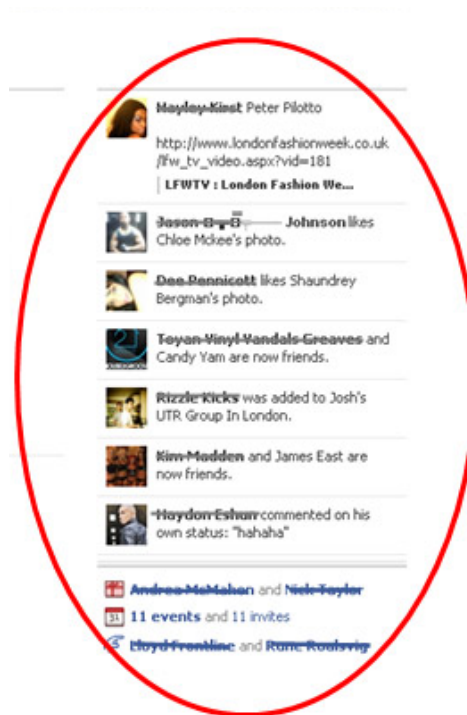 Hayley Kirst Peter Pilotto
http://www.londonfashionweek.co.uk
/lfw_tv_video.aspx?vid=181
LFWTV : London Fashion We...
Jason Johnson likes
Chloe Mckee's photo.
Dee Pennicott likes Shaundrey
Bergman's photo.
Toyan Vinyl Vandals Greaves and
Candy Yam are now friends.
Rizzle Kicks was added to Josh's
UTR Group In London.
Kim Madden and James East are
now friends.
Haydon Eshun commented on his
own status: "hahaha"
Andrea McMahon and Nick Taylor
31 11 events and 11 invites
Lloyd Frontline and Rune Roalsvig